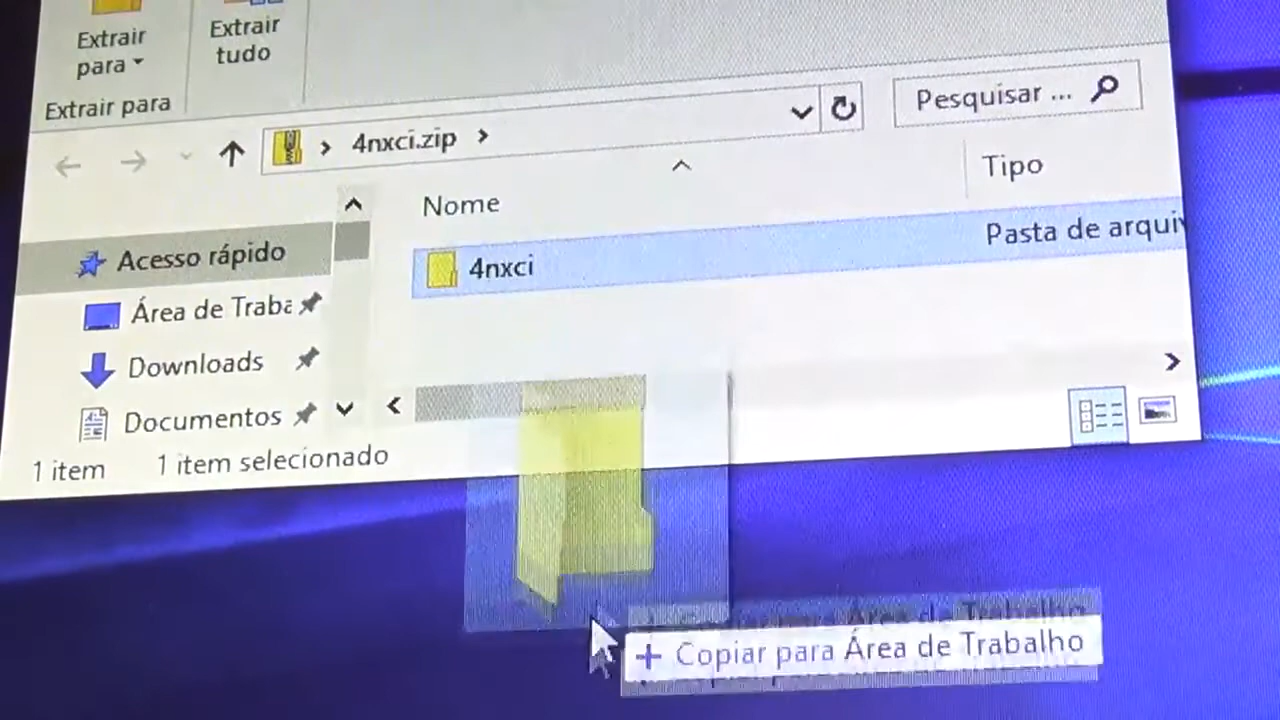 Extrair para
Extrair tudo
Extrair para
4nxci.zip
Pesquisar ...
Nome
Tipo
Acesso rápido
4nxci
Pasta de arqui
Área de Traba
Downloads
Documentos
1 item
1 item selecionado
Copiar para Área de Trabalho